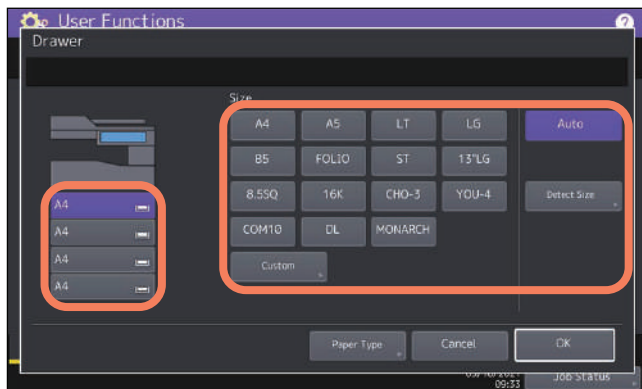 User Functions
?
Drawer
Size
A4 A5 LT LG Auto
B5 FOLIO ST 13"LG
8.5SQ 16K CHO-3 YOU-4 Detect Size
COM10 DL MONARCH
Custom
A4
A4
A4
A4
Paper Type Cancel OK
09:33 Job Status